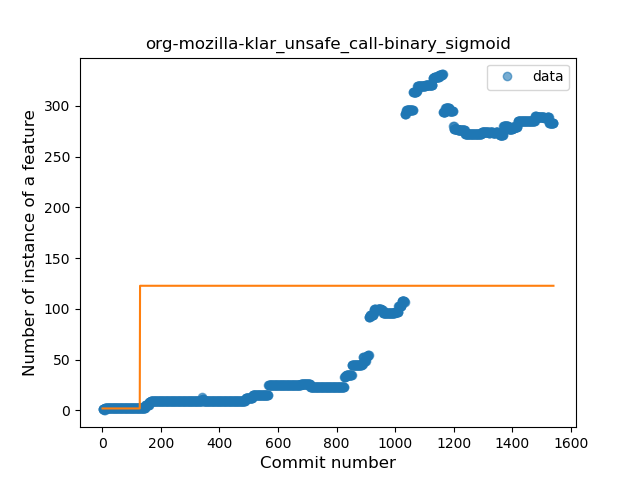 org-mozilla-klar_unsafe_call-binary_sigmoid
data
Number of instance of a feature
300
250
200
150
100
50
0
0 200 400 600 800 1000 1200 1400 1600
Commit number